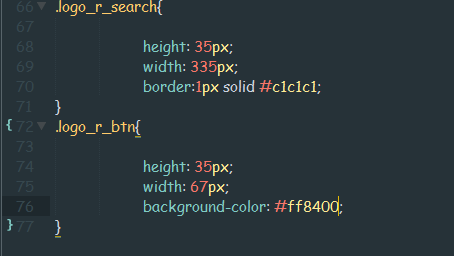 66 .logo_r_search{
67
68 height: 35px;
69 width: 335px;
70 border:1px solid #c1c1c1;
71 }
{ 72 .logo_r_btn{
73
74 height: 35px;
75 width: 67px;
76 background-color: #ff8400;
} 77 }